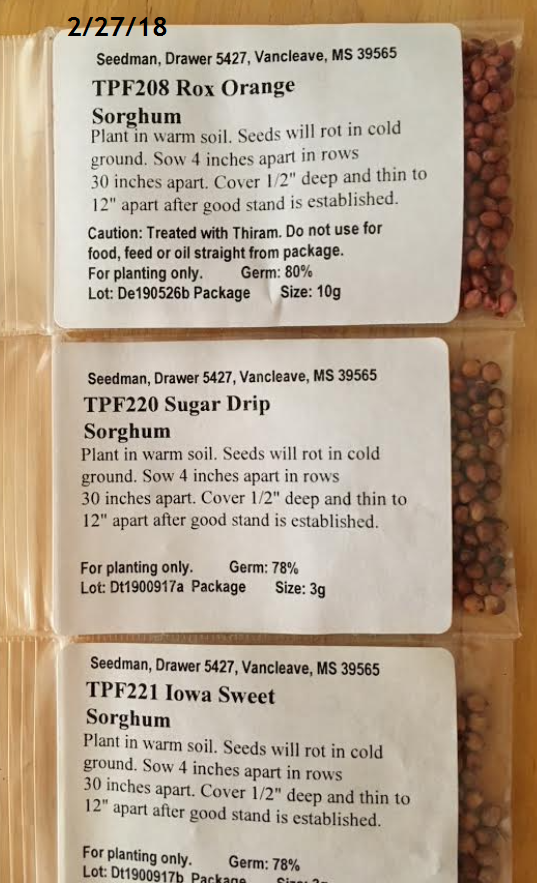 2/27/18
Seedman, Drawer 5427, Vancleave, MS 39565
TPF208 Rox Orange
Sorghum
Plant in warm soil. Seeds will rot in cold
ground. Sow 4 inches apart in rows
30 inches apart. Cover 1/2" deep and thin to
12" apart after good stand is established.
Caution: Treated with Thiram. Do not use for
food, feed or oil straight from package.
For planting only. Germ: 80%
Lot: De190526b Package Size: 10g
Seedman, Drawer 5427, Vancleave, MS 39565
TPF220 Sugar Drip
Sorghum
Plant in warm soil. Seeds will rot in cold
ground. Sow 4 inches apart in rows
30 inches apart. Cover 1/2" deep and thin to
12" apart after good stand is established.
For planting only. Germ: 78%
Lot: Dt1900917a Package Size: 3g
Seedman, Drawer 5427, Vancleave, MS 39565
TPF221 Iowa Sweet
Sorghum
Plant in warm soil. Seeds will rot in cold
ground. Sow 4 inches apart in rows
30 inches apart. Cover 1/2" deep and thin to
12" apart after good stand is established.
For planting only. Germ: 78%
Lot: Dt1900917b Package